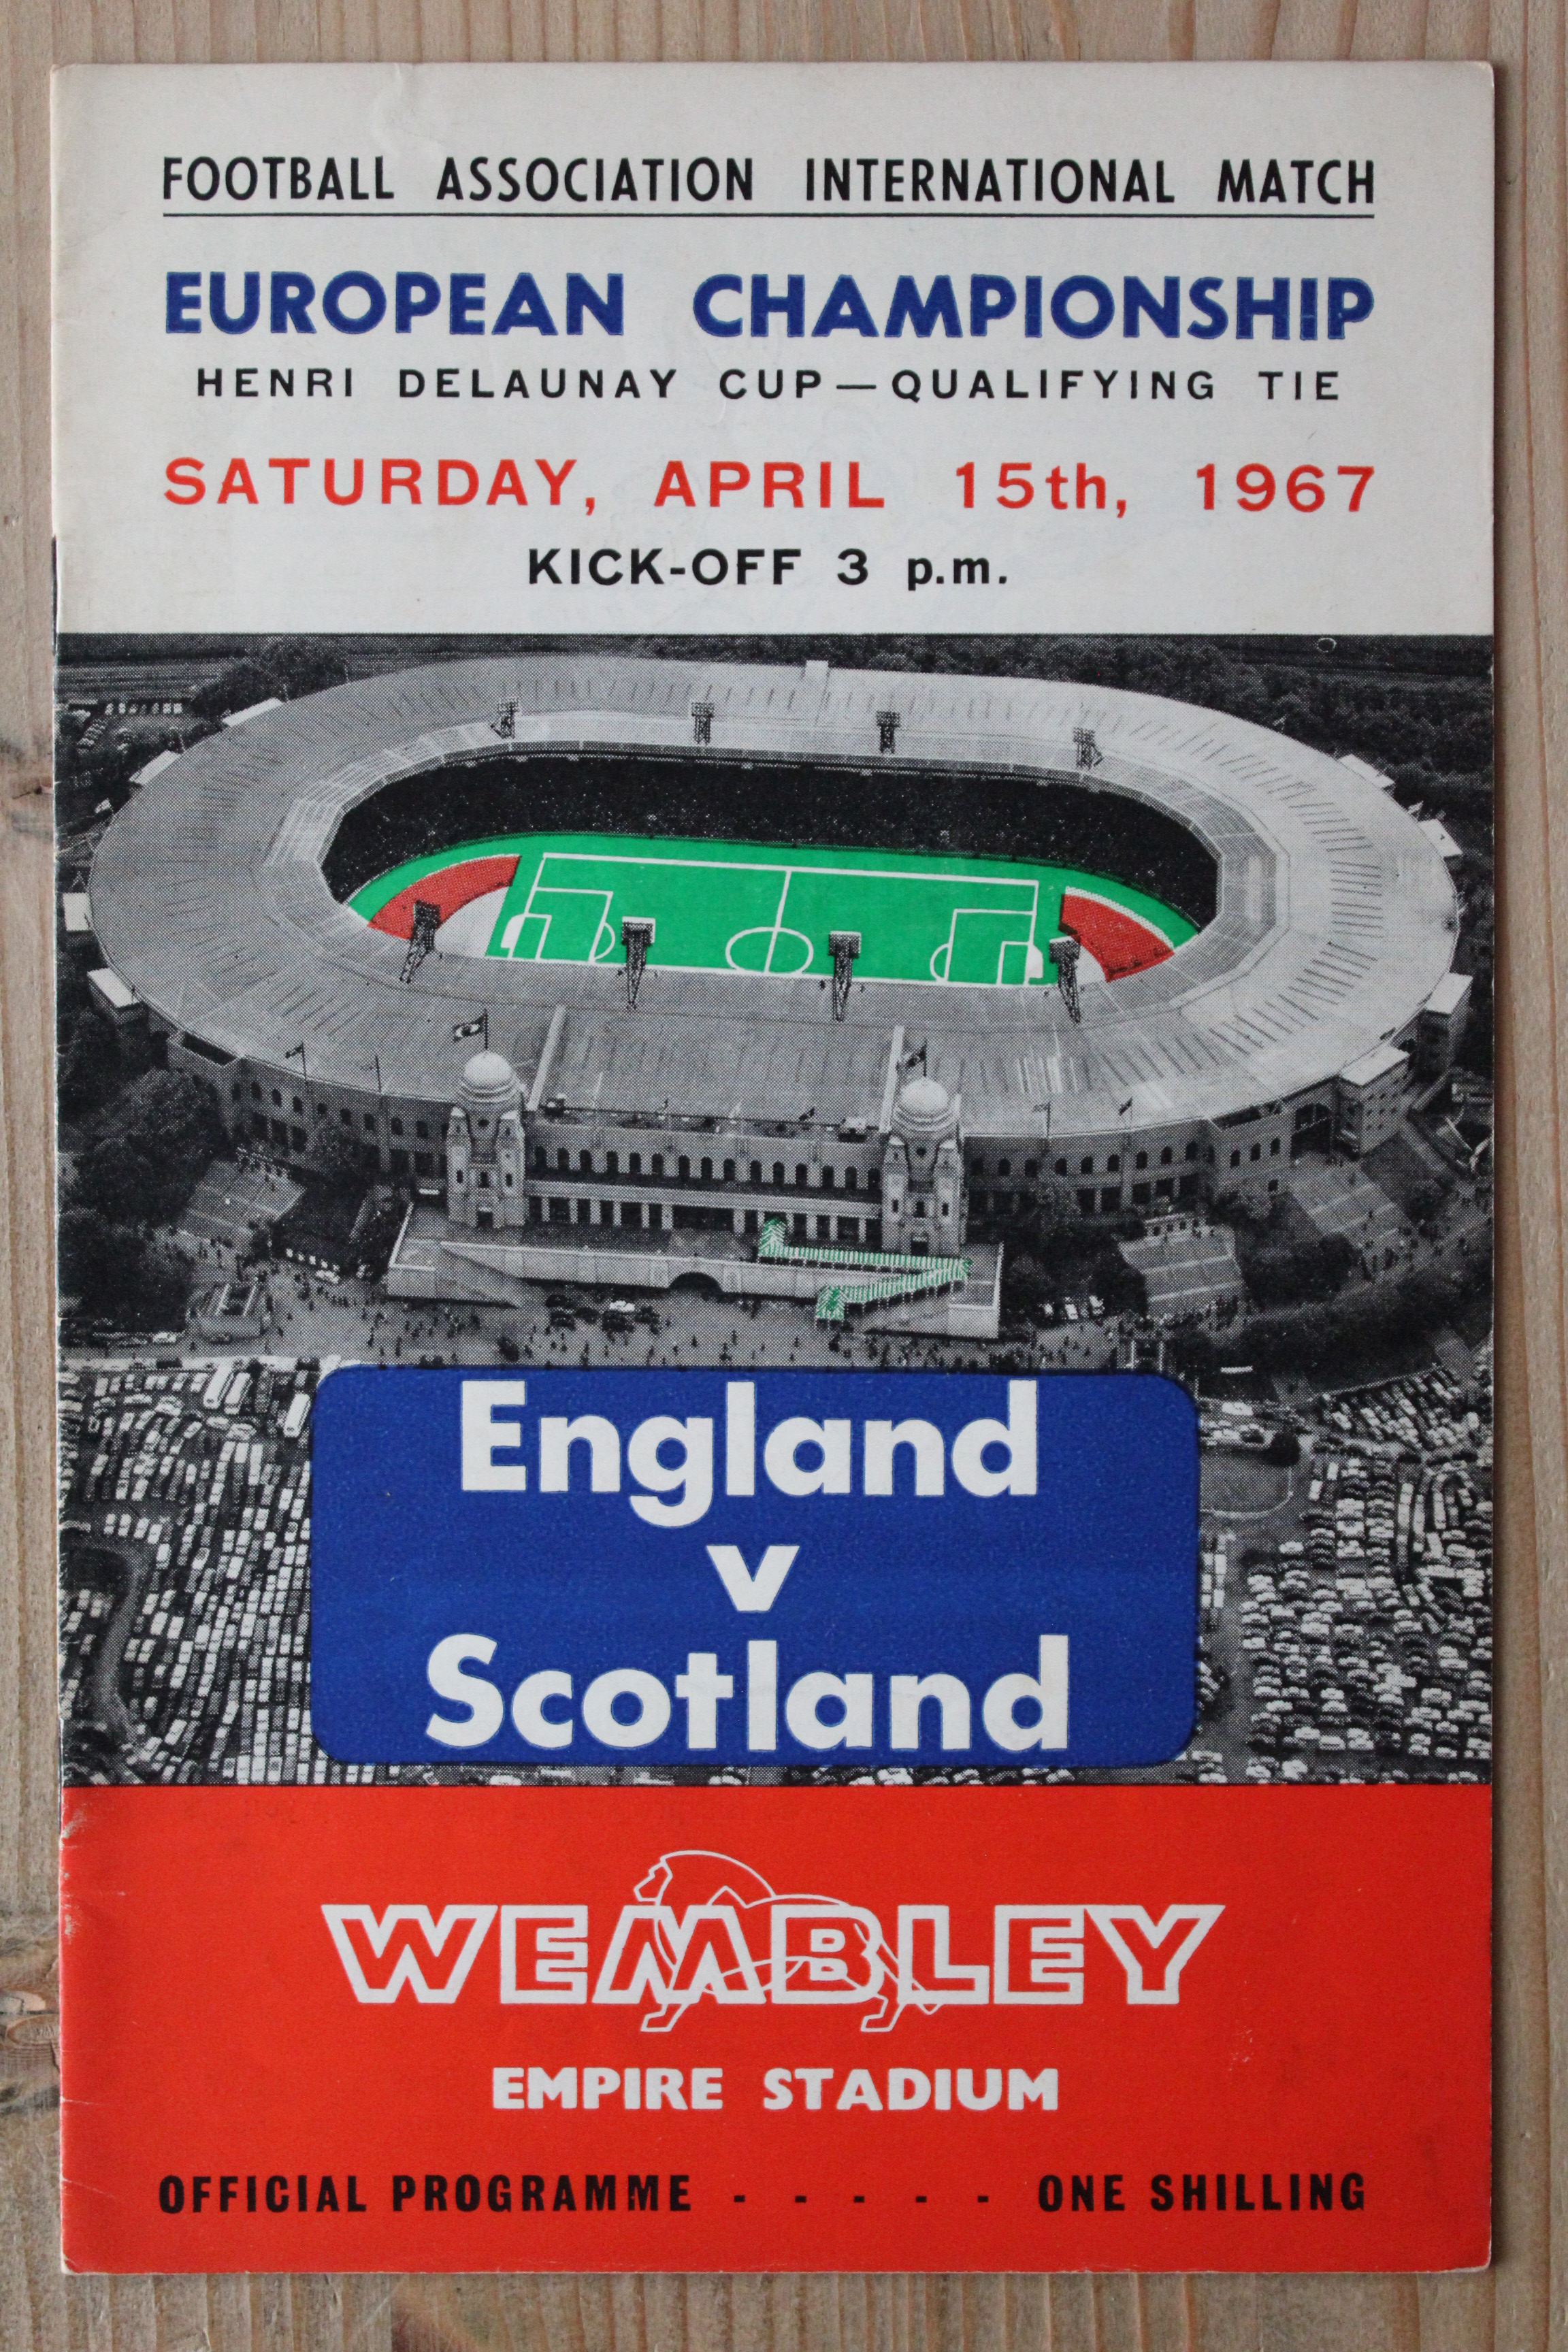 FOOTBALL ASSOCIATION INTERNATIONAL MATCH
EUROPEAN CHAMPIONSHIP
HENRI DELAUNAY CUP—QUALIFYING TIE
SATURDAY, APRIL 15th, 1967
KICK-OFF 3 p.m.
England
v
Scotland
WEMBLEY
EMPIRE STADIUM
OFFICIAL PROGRAMME - - - - - ONE SHILLING